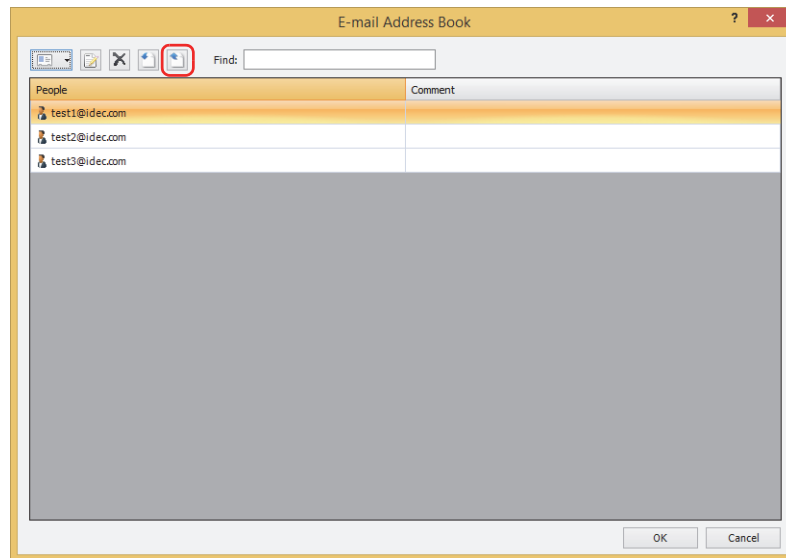 E-mail Address Book
?
Find:
People Comment
test1@idec.com
test2@idec.com
test3@idec.com
OK Cancel